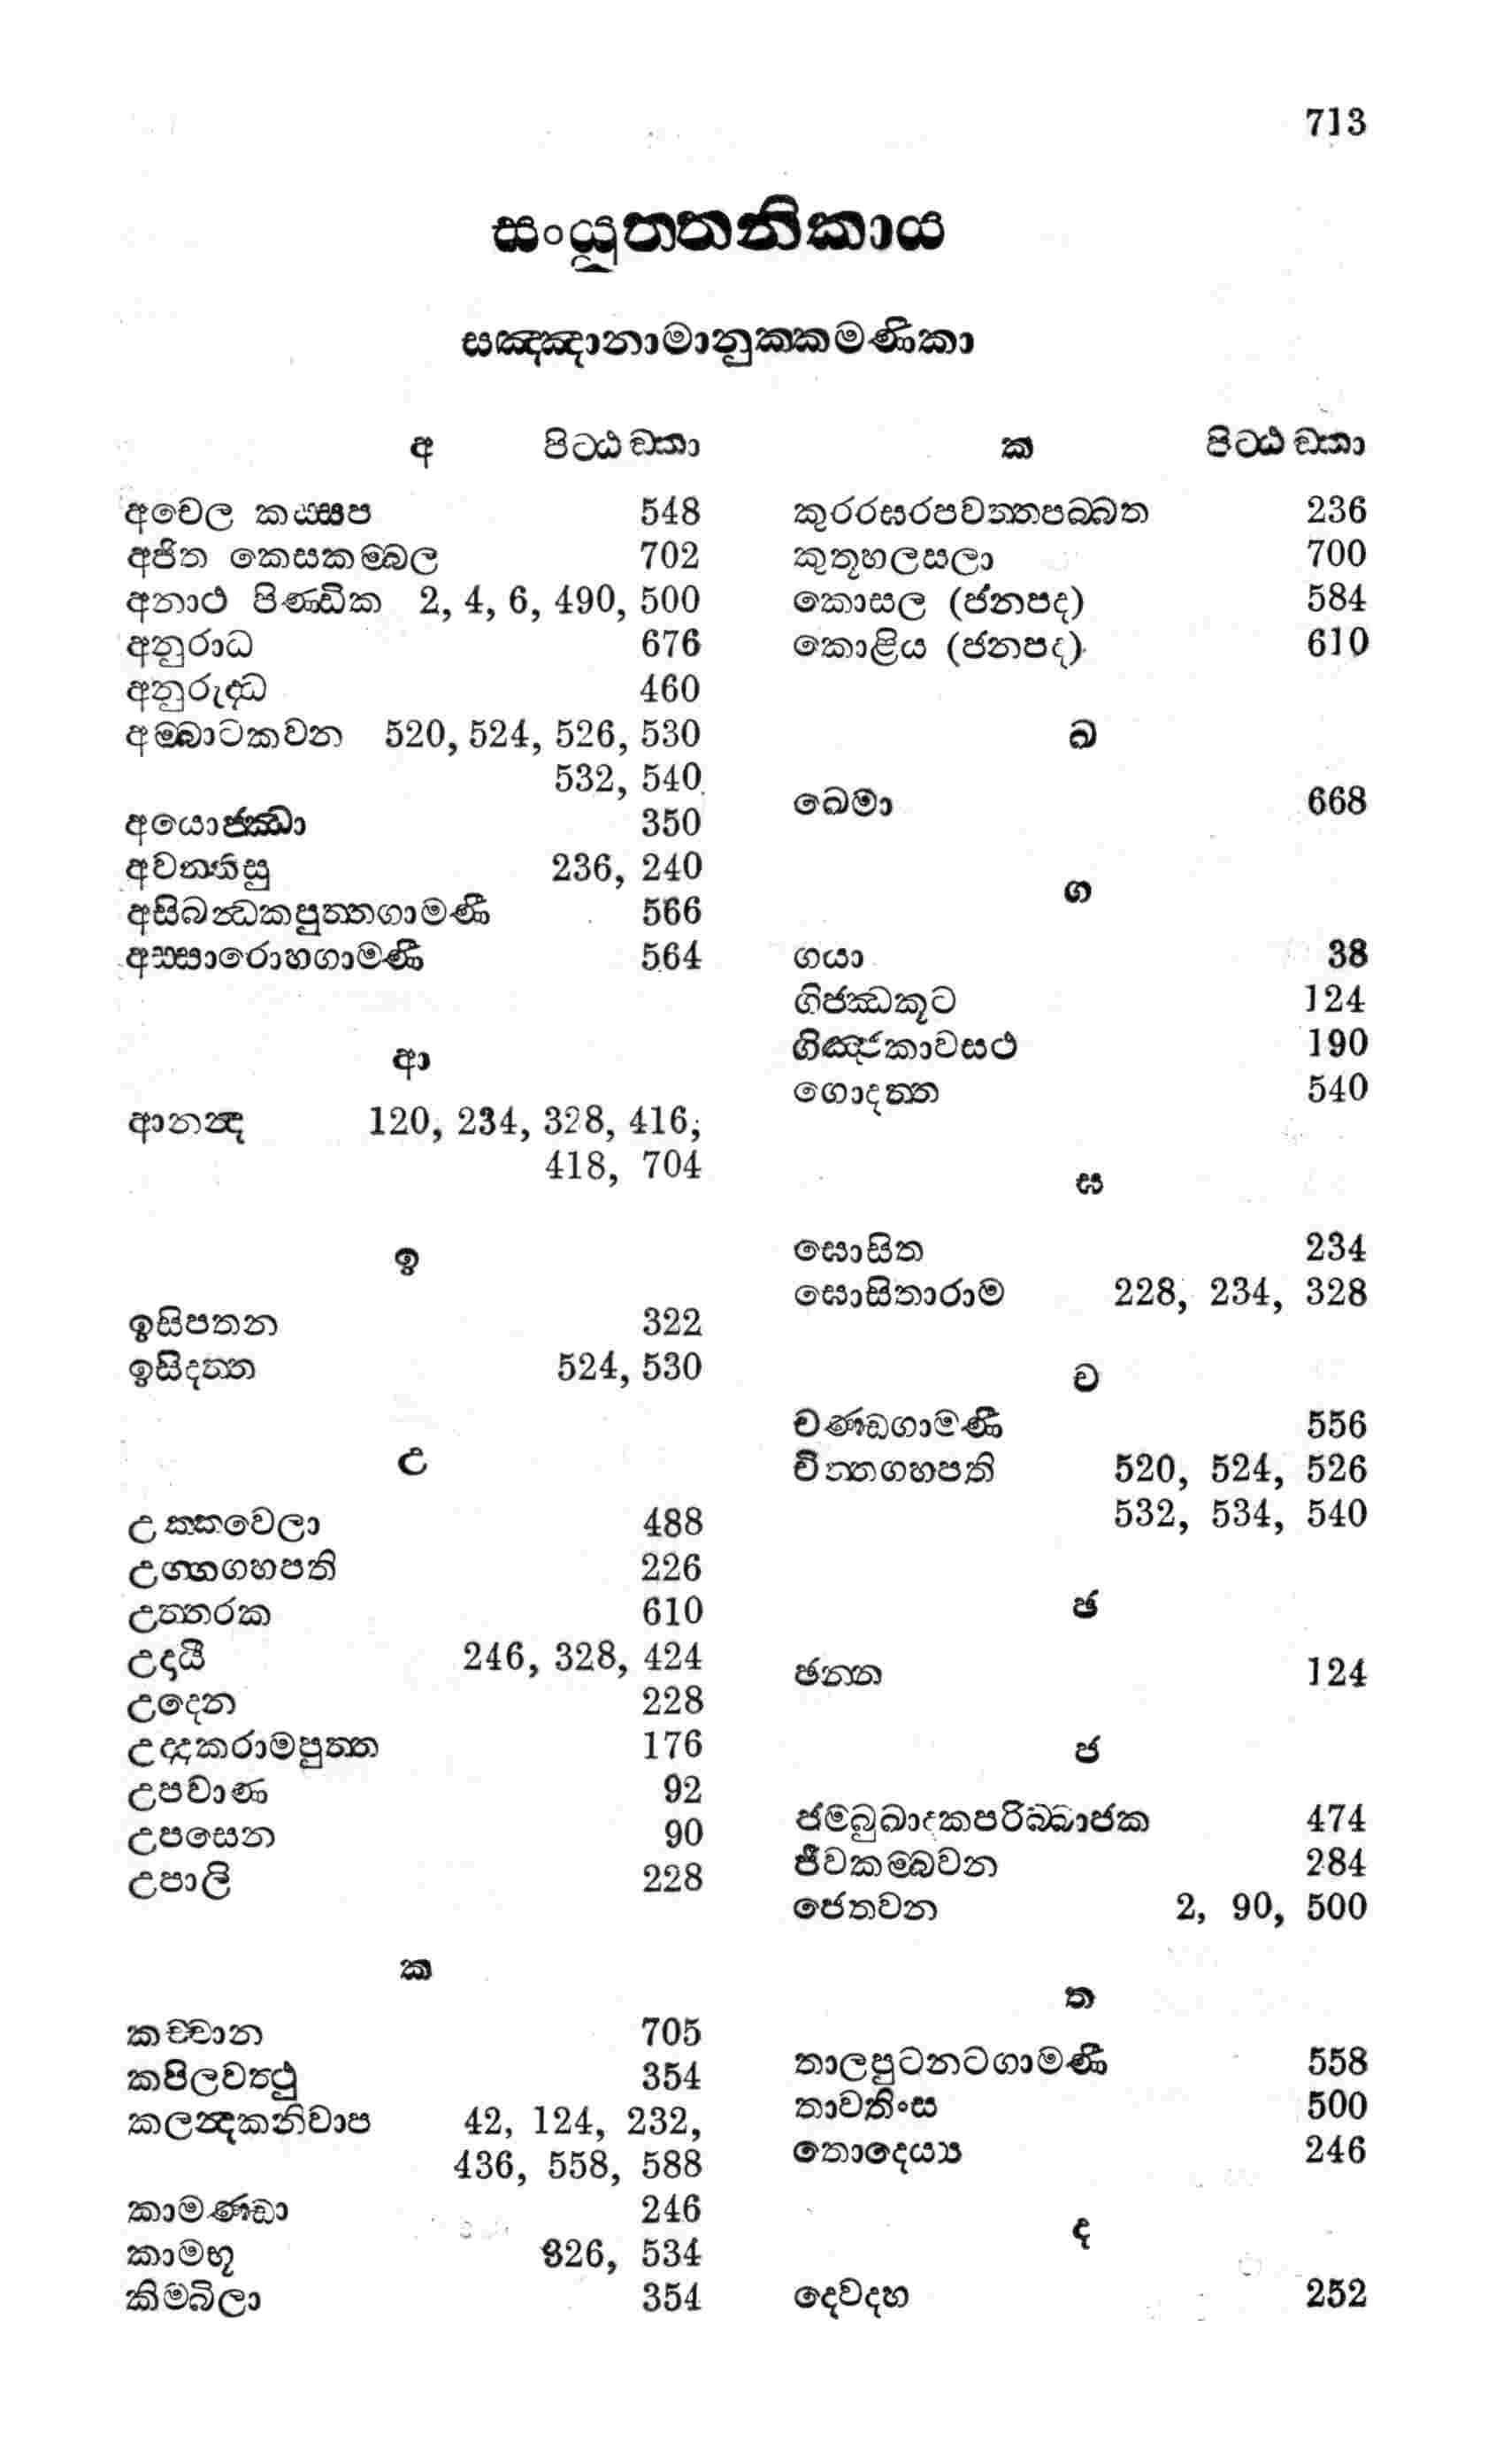 713
සංයුත්තනිකාය
සඤ්ඤානාමානුක්කමණිකා
අ පිට්ඨඞ්කා
අචෙල කස්සප 548
අජිත කෙසකම්බල 702
අනාථ පිණ්ඩික 2, 4, 6, 490, 500
අනුරාධ 676
අනුරුද්ධ 460
අම්බාටකවන 520, 524, 526, 530
532, 540
අයොජ්ඣා 350
අවන්තිසු 236, 240
අසිබන්ධකපුත්තගාමණී 566
අස්සාරොහගාමණී 564
ආ
ආනන්ද 120, 234, 328, 416,
418, 704
ඉ
ඉසිපතන 322
ඉසිදත්ත 524, 530
උ
උක්කවෙලා 488
උග්ගගහපති 226
උත්තරක 610
උදායී 246, 328, 424
උදෙන 228
උද්දකරාමපුත්ත 176
උපවාණ 92
උපසෙන 90
උපාලි 228
ක
කච්චාන 705
කපිලවත්ථු 354
කලන්දකනිවාප 42, 124, 232,
436, 558, 588
කාමණ්ඩා 246
කාමභූ 326, 534
කිම්බිලා 354
ක පිට්ඨඞ්කා
කුරරඝරපවත්තපබ්බත 236
කුතූහලසලා 700
කොසල (ජනපද) 584
කොළිය (ජනපද) 610
ඛ
ඛෙමා 668
ග
ගයා 38
ගිජ්ඣකූට 124
ගිඤ්ජකාවසථ 190
ගොදත්ත 540
ඝ
ඝොසිත 234
ඝොසිතාරාම 228, 234, 328
ච
චණ්ඩගාමණී 556
චිත්තගහපති 520, 524, 526
532, 534, 540
ඡ
ඡන්න 124
ජ
ජම්බුඛාදකපරිබ්බාජක 474
ජීවකම්බවන 284
ජෙතවන 2, 90, 500
ත
තාලපුටනටගාමණී 558
තාවතිංස 500
තොදෙය්‍ය 246
ද
දෙවදහ 252